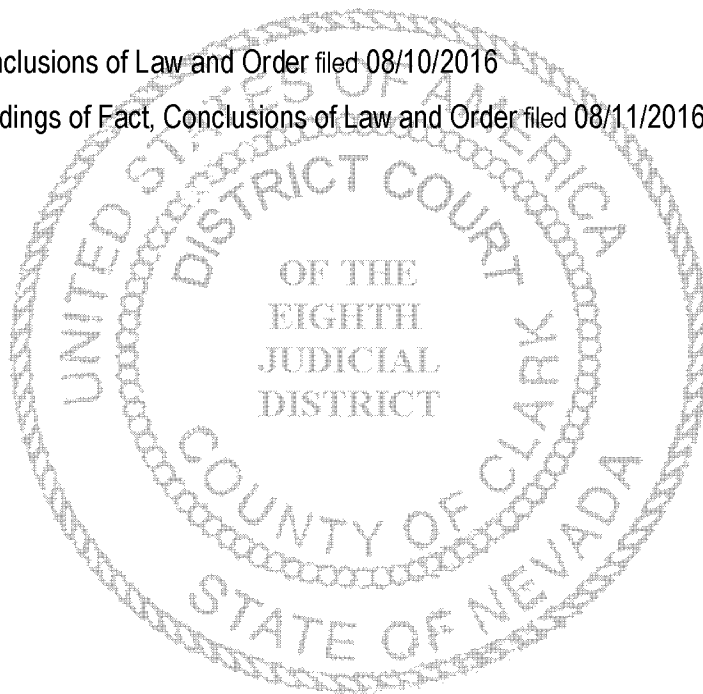 nclusions of Law and Order filed 08/10/2016
dings of Fact, Conclusions of Law and Order filed 08/11/2016
UNITED STATES OF AMERICA
DISTRICT COURT
OF THE
EIGHTH
JUDICIAL
DISTRICT
COUNTY OF CLARK
STATE OF NEVADA